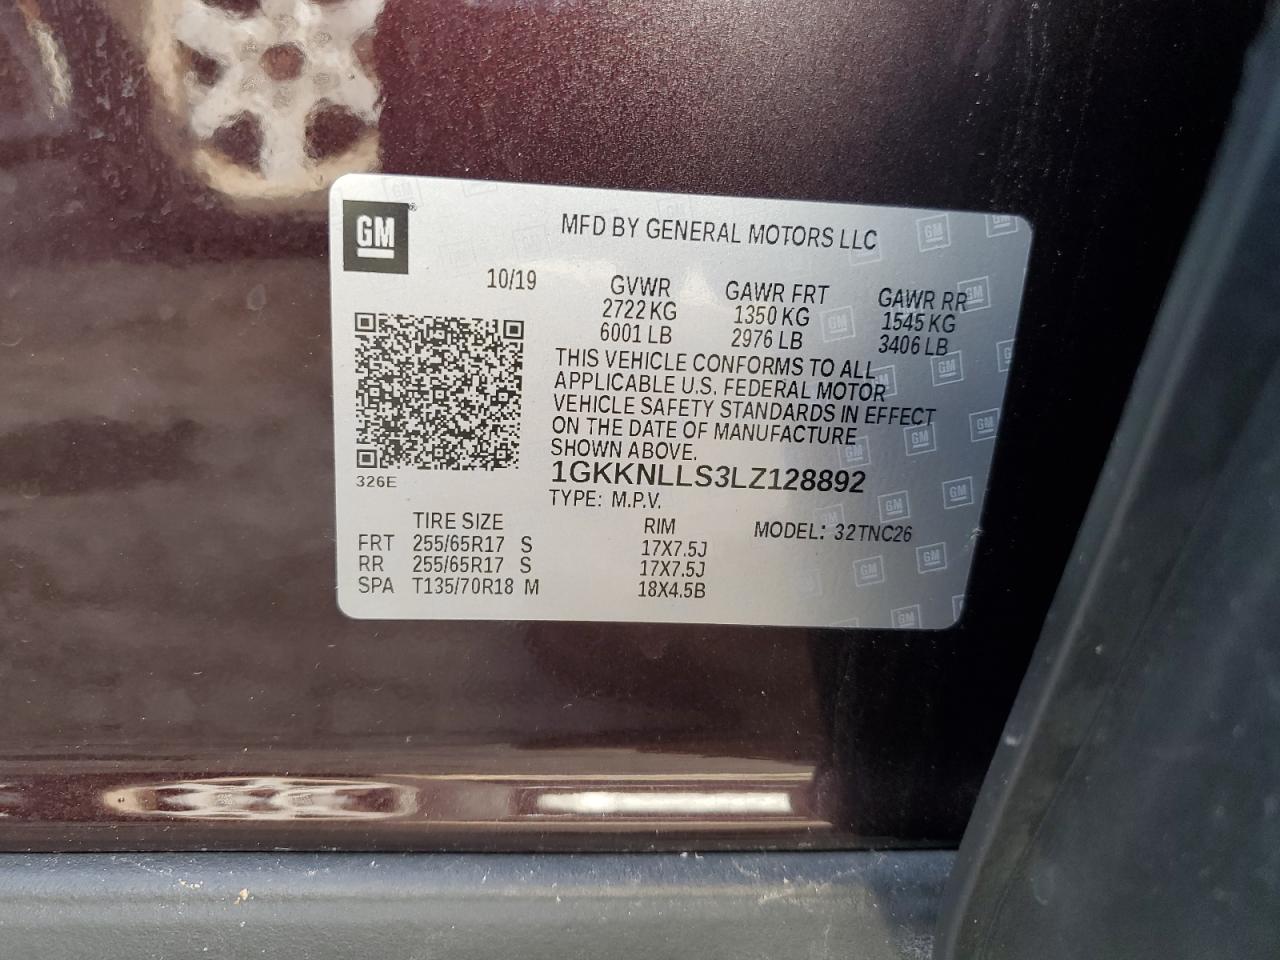 GM
MFD BY GENERAL MOTORS LLC
10/19 GVWR GAWR FRT GAWR RR
2722 KG 1350 KG 1545 KG
6001 LB 2976 LB 3406 LB
THIS VEHICLE CONFORMS TO ALL
APPLICABLE U.S. FEDERAL MOTOR
VEHICLE SAFETY STANDARDS IN EFFECT
ON THE DATE OF MANUFACTURE
SHOWN ABOVE.
326E
1GKKNLLS3LZ128892
TYPE: M.P.V.
TIRE SIZE RIM MODEL: 32TNC26
FRT 255/65R17 S 17X7.5J
RR 255/65R17 S 17X7.5J
SPA T135/70R18 M 18X4.5B